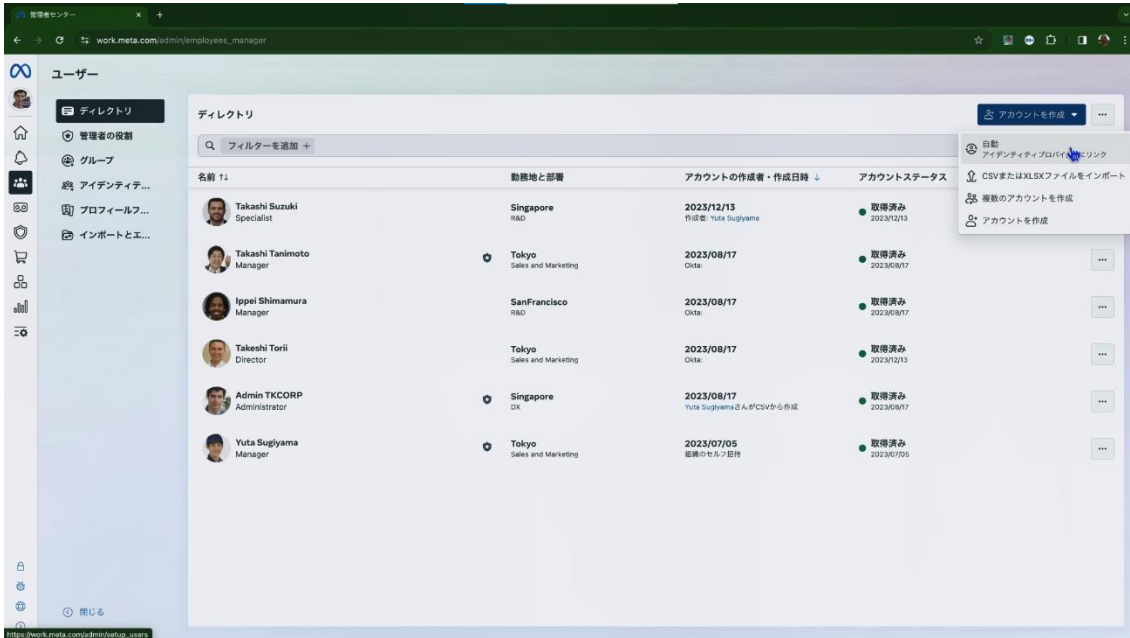 管理者センター
work.meta.com/admin/employees_manager
ユーザー
ディレクトリ
管理者の役割
グループ
アイデンティテ...
プロフィールフ...
インポートとエ...
閉じる
ディレクトリ
アカウントを作成
フィルターを追加 +
自動
アイデンティティプロバイ にリンク
CSVまたはXLSXファイルをインポート
複数のアカウントを作成
アカウントを作成
名前 ↑↓ 勤務地と部署 アカウントの作成者・作成日時 ↓ アカウントステータス
Takashi Suzuki Singapore 2023/12/13 取得済み
Specialist R&D 作成者: Yuta Sugiyama 2023/12/13
Takashi Tanimoto Tokyo 2023/08/17 取得済み
Manager Sales and Marketing Okta: 2023/08/17
Ippei Shimamura SanFrancisco 2023/08/17 取得済み
Manager R&D Okta: 2023/08/17
Takeshi Torii Tokyo 2023/08/17 取得済み
Director Sales and Marketing Okta: 2023/12/13
Admin TKCORP Singapore 2023/08/17 取得済み
Administrator DX Yuta SugiyamaさんがCSVから作成 2023/08/17
Yuta Sugiyama Tokyo 2023/07/05 取得済み
Manager Sales and Marketing 組織のセルフ招待 2023/07/05
https://work.meta.com/admin/setup_users